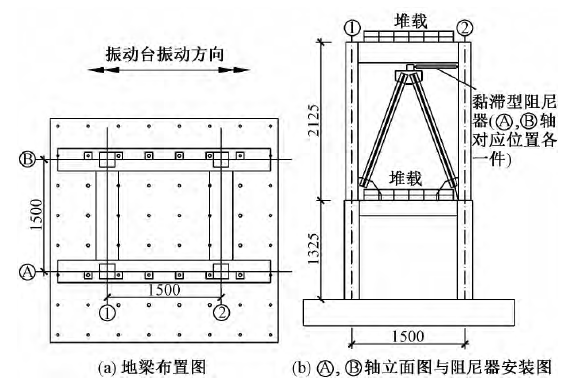 振动台振动方向
Ⓑ
1500
Ⓐ
1500
①
②
(a) 地梁布置图
①
堆载
②
2125
黏滞型阻尼
器(Ⓐ,Ⓑ轴
对应位置各
一件)
堆载
1325
1500
(b) Ⓐ, Ⓑ轴立面图与阻尼器安装图